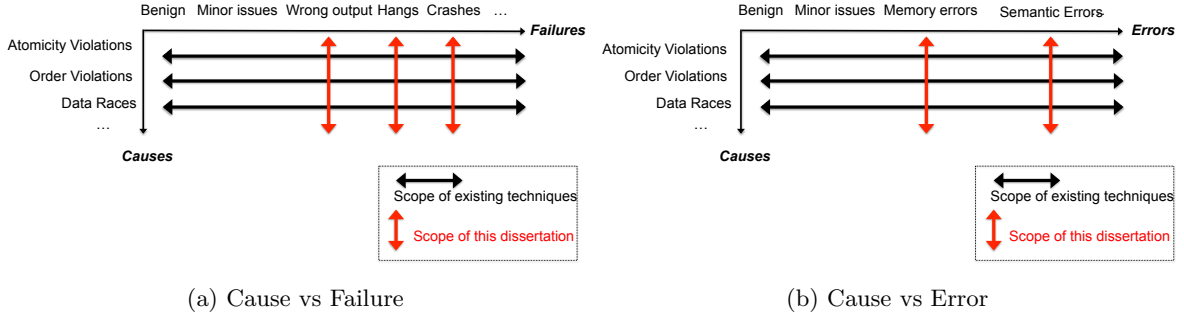 Benign Minor issues Wrong output Hangs Crashes ...
Failures
Atomicity Violations
Order Violations
Data Races
...
Causes
Scope of existing techniques
Scope of this dissertation
(a) Cause vs Failure
Benign Minor issues Memory errors Semantic Errors
Errors
Atomicity Violations
Order Violations
Data Races
...
Causes
Scope of existing techniques
Scope of this dissertation
(b) Cause vs Error